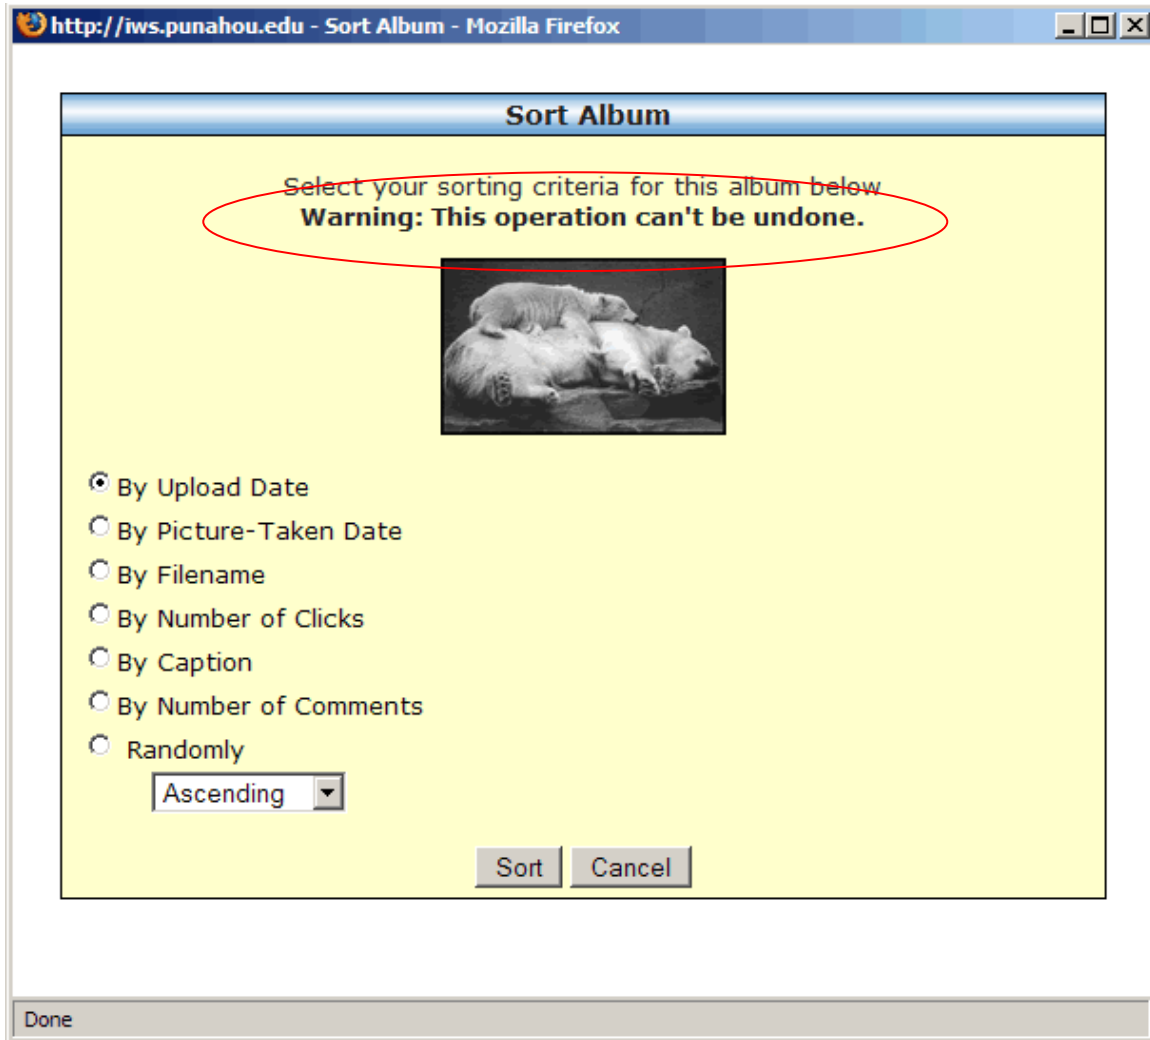 http://iws.punahou.edu - Sort Album - Mozilla Firefox
Sort Album
Select your sorting criteria for this album below
Warning: This operation can't be undone.
By Upload Date
By Picture-Taken Date
By Filename
By Number of Clicks
By Caption
By Number of Comments
Randomly
Ascending
Sort Cancel
Done